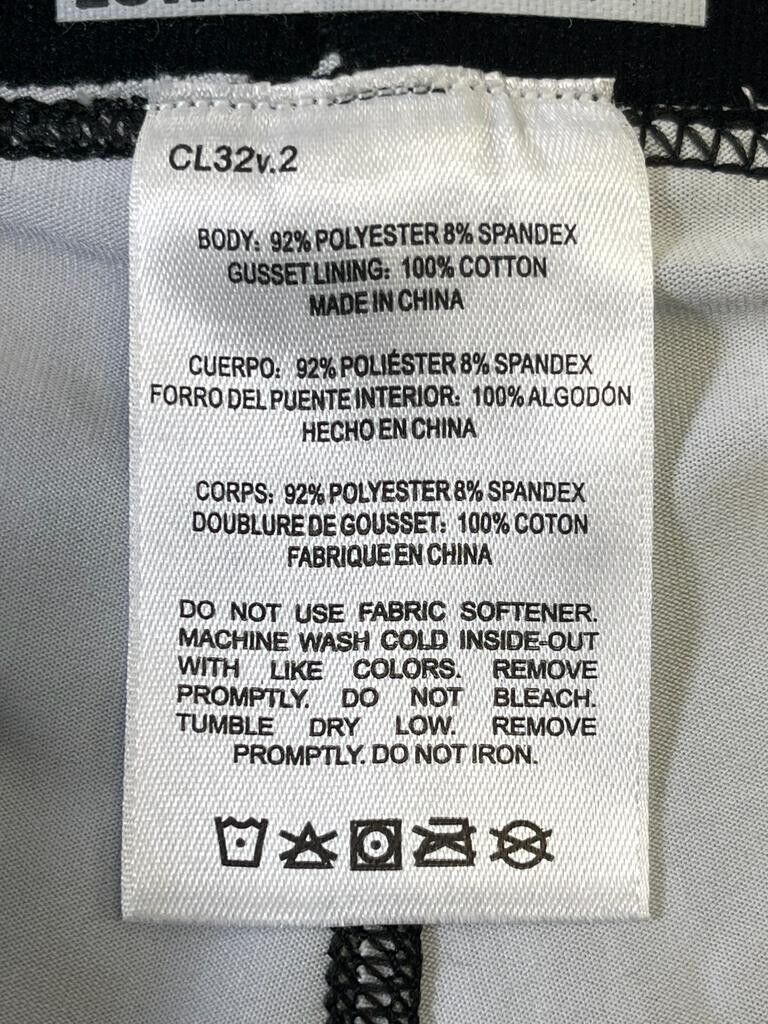 CL32v.2
BODY: 92% POLYESTER 8% SPANDEX
GUSSET LINING: 100% COTTON
MADE IN CHINA
CUERPO: 92% POLIÉSTER 8% SPANDEX
FORRO DEL PUENTE INTERIOR: 100% ALGODÓN
HECHO EN CHINA
CORPS: 92% POLYESTER 8% SPANDEX
DOUBLURE DE GOUSSET: 100% COTON
FABRIQUE EN CHINA
DO NOT USE FABRIC SOFTENER.
MACHINE WASH COLD INSIDE-OUT
WITH LIKE COLORS. REMOVE
PROMPTLY. DO NOT BLEACH.
TUMBLE DRY LOW. REMOVE
PROMPTLY. DO NOT IRON.